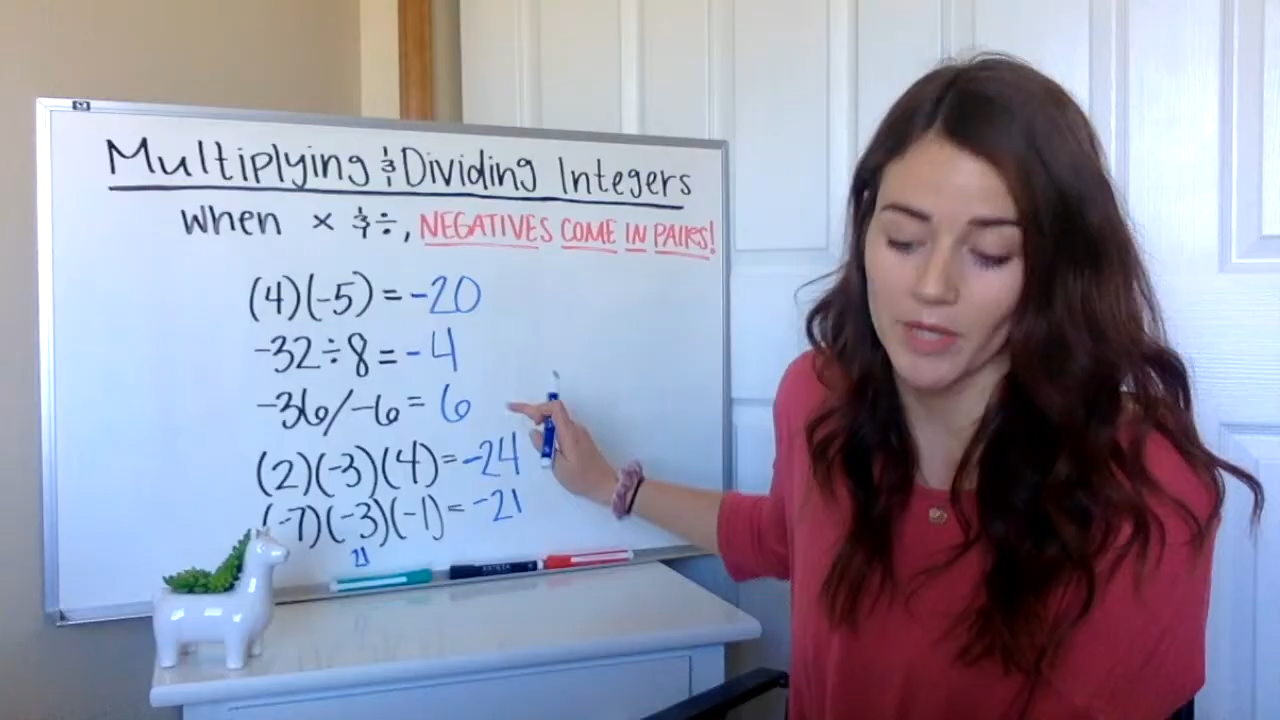 Multiplying & Dividing Integers
When × & ÷, NEGATIVES COME IN PAIRS!
(4)(-5) = -20
-32 ÷ 8 = -4
-36/-6 = 6
(2)(-3)(4) = -24
(-7)(-3)(-1) = -21
21